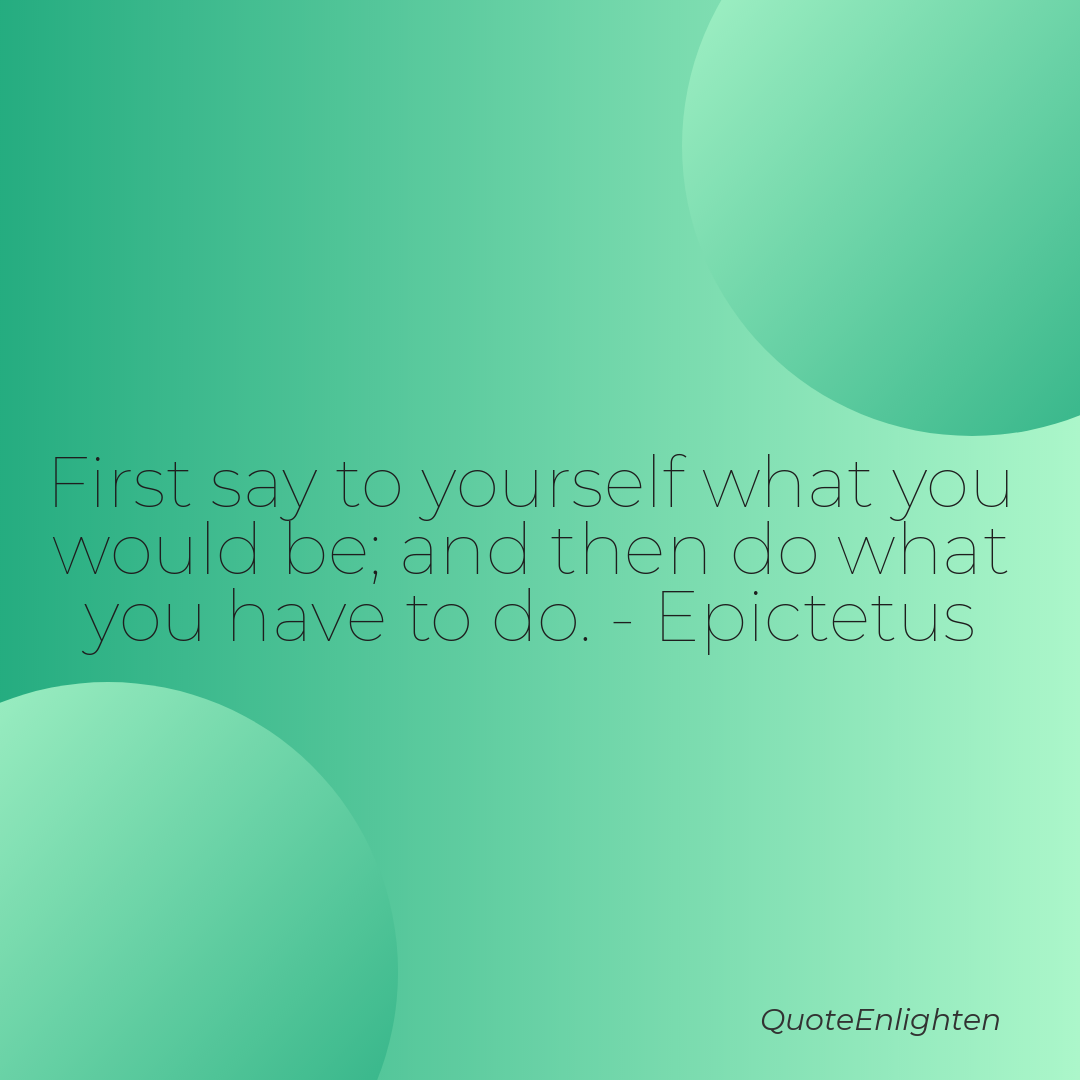 First say to yourself what you
would be; and then do what
you have to do. - Epictetus
QuoteEnlighten